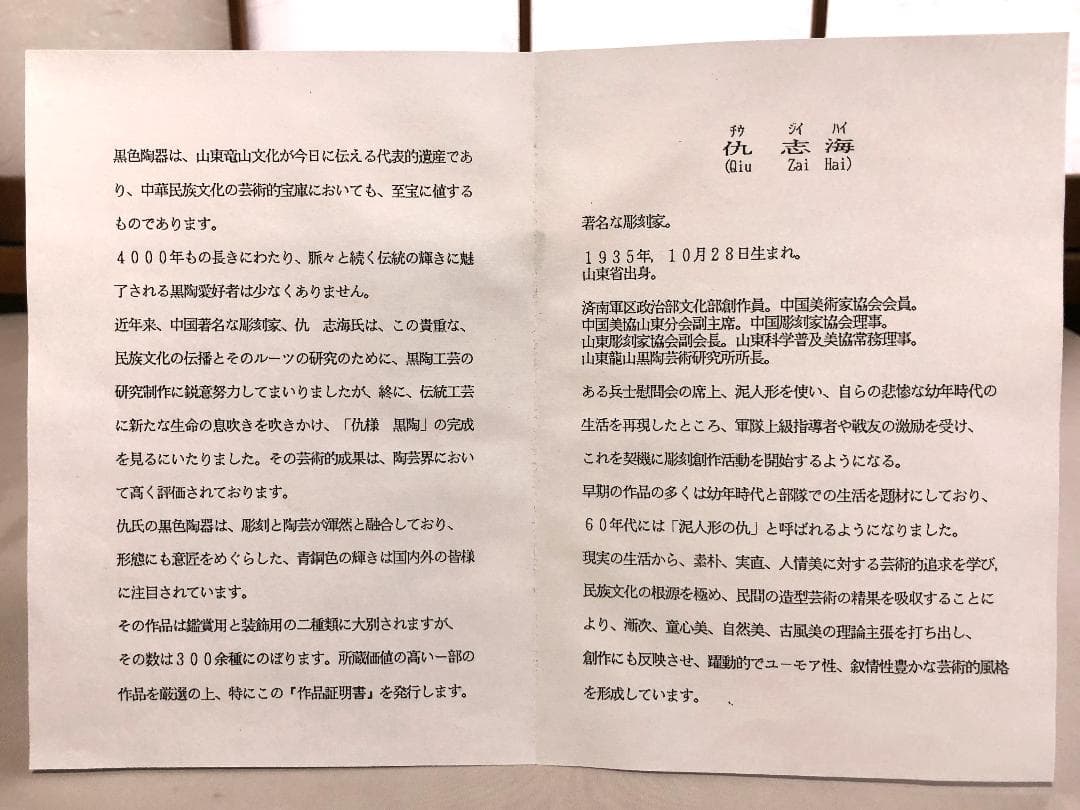 黒色陶器は、山東竜山文化が今日に伝える代表的遺産であ
り、中華民族文化の芸術的宝庫においても、至宝に値する
ものであります。
4000年もの長きにわたり、脈々と続く伝統の輝きに魅
了される黒陶愛好者は少なくありません。
近年来、中国著名な彫刻家、仇　志海氏は、この貴重な、
民族文化の伝播とそのルーツの研究のために、黒陶工芸の
研究制作に鋭意努力してまいりましたが、終に、伝統工芸
に新たな生命の息吹きを吹きかけ、「仇様　黒陶」の完成
を見るにいたりました。その芸術的成果は、陶芸界におい
て高く評価されております。
仇氏の黒色陶器は、彫刻と陶芸が渾然と融合しており、
形態にも意匠をめぐらした、青銅色の輝きは国内外の皆様
に注目されています。
その作品は鑑賞用と装飾用の二種類に大別されますが、
その数は300余種にのぼります。所蔵価値の高い一部の
作品を厳選の上、特にこの『作品証明書』を発行します。
チウ　ジイ　ハイ
仇　志　海
(Qiu　Zai　Hai)
著名な彫刻家。
1935年，10月28日生まれ。
山東省出身。
済南軍区政治部文化部創作員。中国美術家協会会員。
中国美協山東分会副主席。中国彫刻家協会理事。
山東彫刻家協会副会長。山東科学普及美協常務理事。
山東龍山黒陶芸術研究所所長。
ある兵士慰問会の席上、泥人形を使い、自らの悲惨な幼年時代の
生活を再現したところ、軍隊上級指導者や戦友の激励を受け、
これを契機に彫刻創作活動を開始するようになる。
早期の作品の多くは幼年時代と部隊での生活を題材にしており、
60年代には「泥人形の仇」と呼ばれるようになりました。
現実の生活から、素朴、実直、人情美に対する芸術的追求を学び，
民族文化の根源を極め、民間の造型芸術の精果を吸収することに
より、漸次、童心美、自然美、古風美の理論主張を打ち出し、
創作にも反映させ、躍動的でユーモア性、叙情性豊かな芸術的風格
を形成しています。